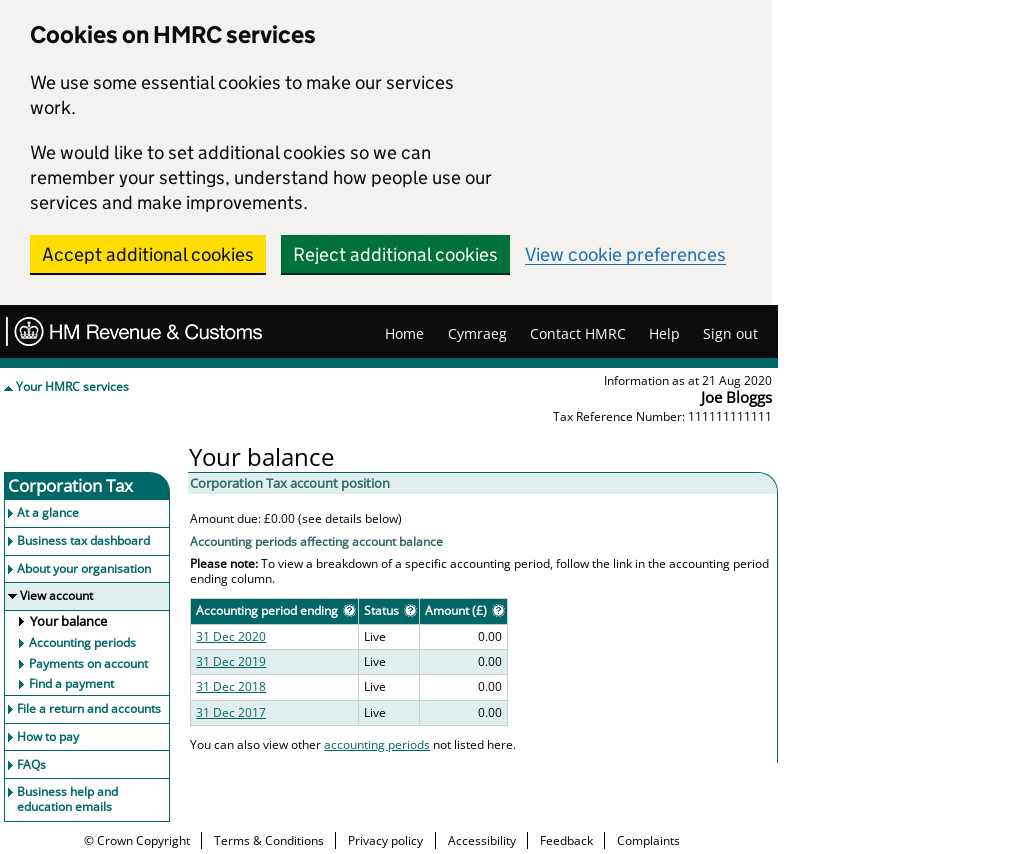 Cookies on HMRC services
We use some essential cookies to make our services
work.
We would like to set additional cookies so we can
remember your settings, understand how people use our
services and make improvements.
Accept additional cookies Reject additional cookies View cookie preferences
HM Revenue & Customs Home Cymraeg Contact HMRC Help Sign out
Your HMRC services
Information as at 21 Aug 2020
Joe Bloggs
Tax Reference Number: 111111111111
Your balance
Corporation Tax
At a glance
Business tax dashboard
About your organisation
View account
Your balance
Accounting periods
Payments on account
Find a payment
File a return and accounts
How to pay
FAQs
Business help and
education emails
Corporation Tax account position
Amount due: £0.00 (see details below)
Accounting periods affecting account balance
Please note: To view a breakdown of a specific accounting period, follow the link in the accounting period
ending column.
Accounting period ending ? Status ? Amount (£) ?
31 Dec 2020 Live 0.00
31 Dec 2019 Live 0.00
31 Dec 2018 Live 0.00
31 Dec 2017 Live 0.00
You can also view other accounting periods not listed here.
© Crown Copyright Terms & Conditions Privacy policy Accessibility Feedback Complaints